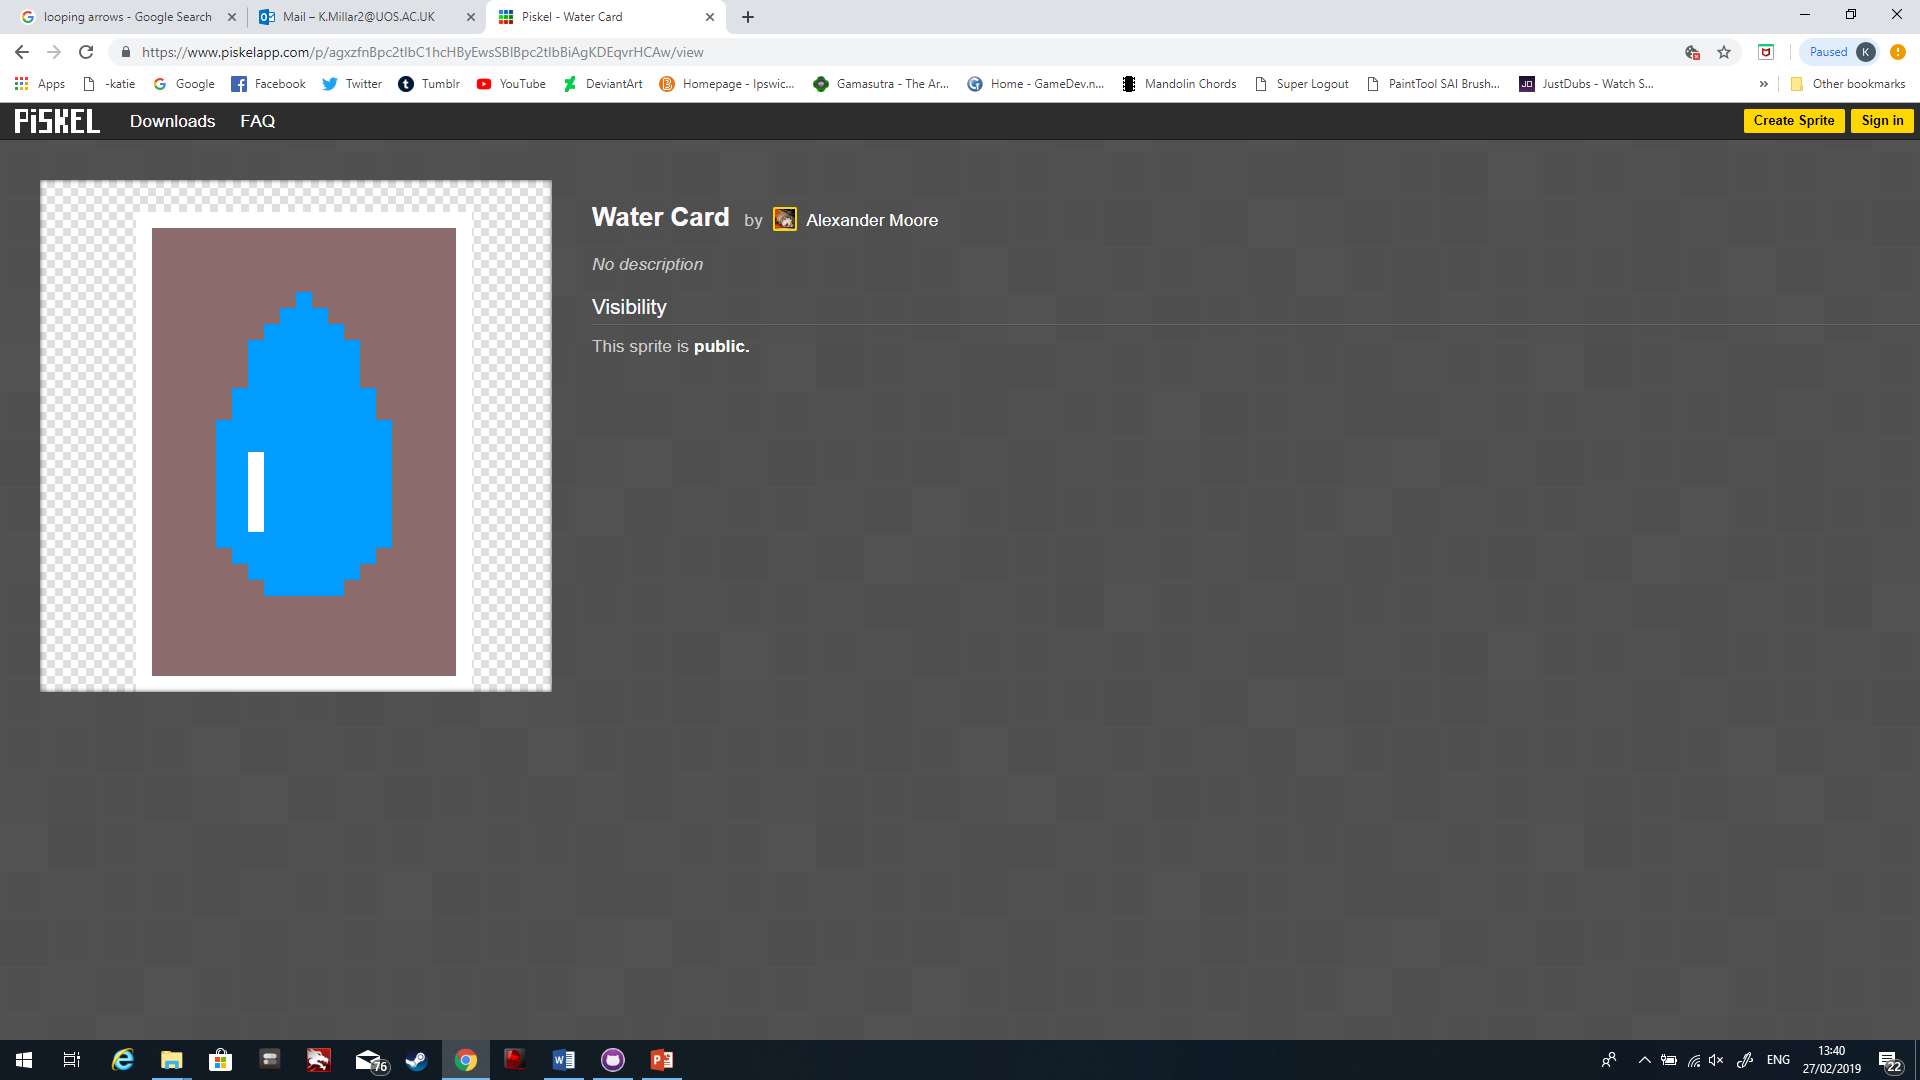 looping arrows - Google Search
Mail – K.Millar2@UOS.AC.UK
Piskel - Water Card
https://www.piskelapp.com/p/agxzfnBpc2tlbC1hcHByEwsSBlBpc2tlbBiAgKDEqvrHCAw/view
Paused K
Apps -katie Google Facebook Twitter Tumblr YouTube DeviantArt Homepage - Ipswic... Gamasutra - The Ar... Home - GameDev.n... Mandolin Chords Super Logout PaintTool SAI Brush... JustDubs - Watch S... » Other bookmarks
PiSKEL Downloads FAQ Create Sprite Sign in
Water Card by Alexander Moore
No description
Visibility
This sprite is public.
76
ENG
13:40
27/02/2019
22